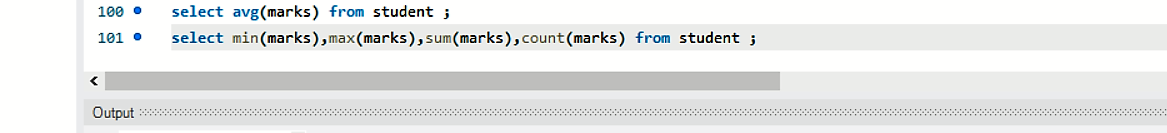 100 select avg(marks) from student ;
101 select min(marks),max(marks),sum(marks),count(marks) from student ;
Output